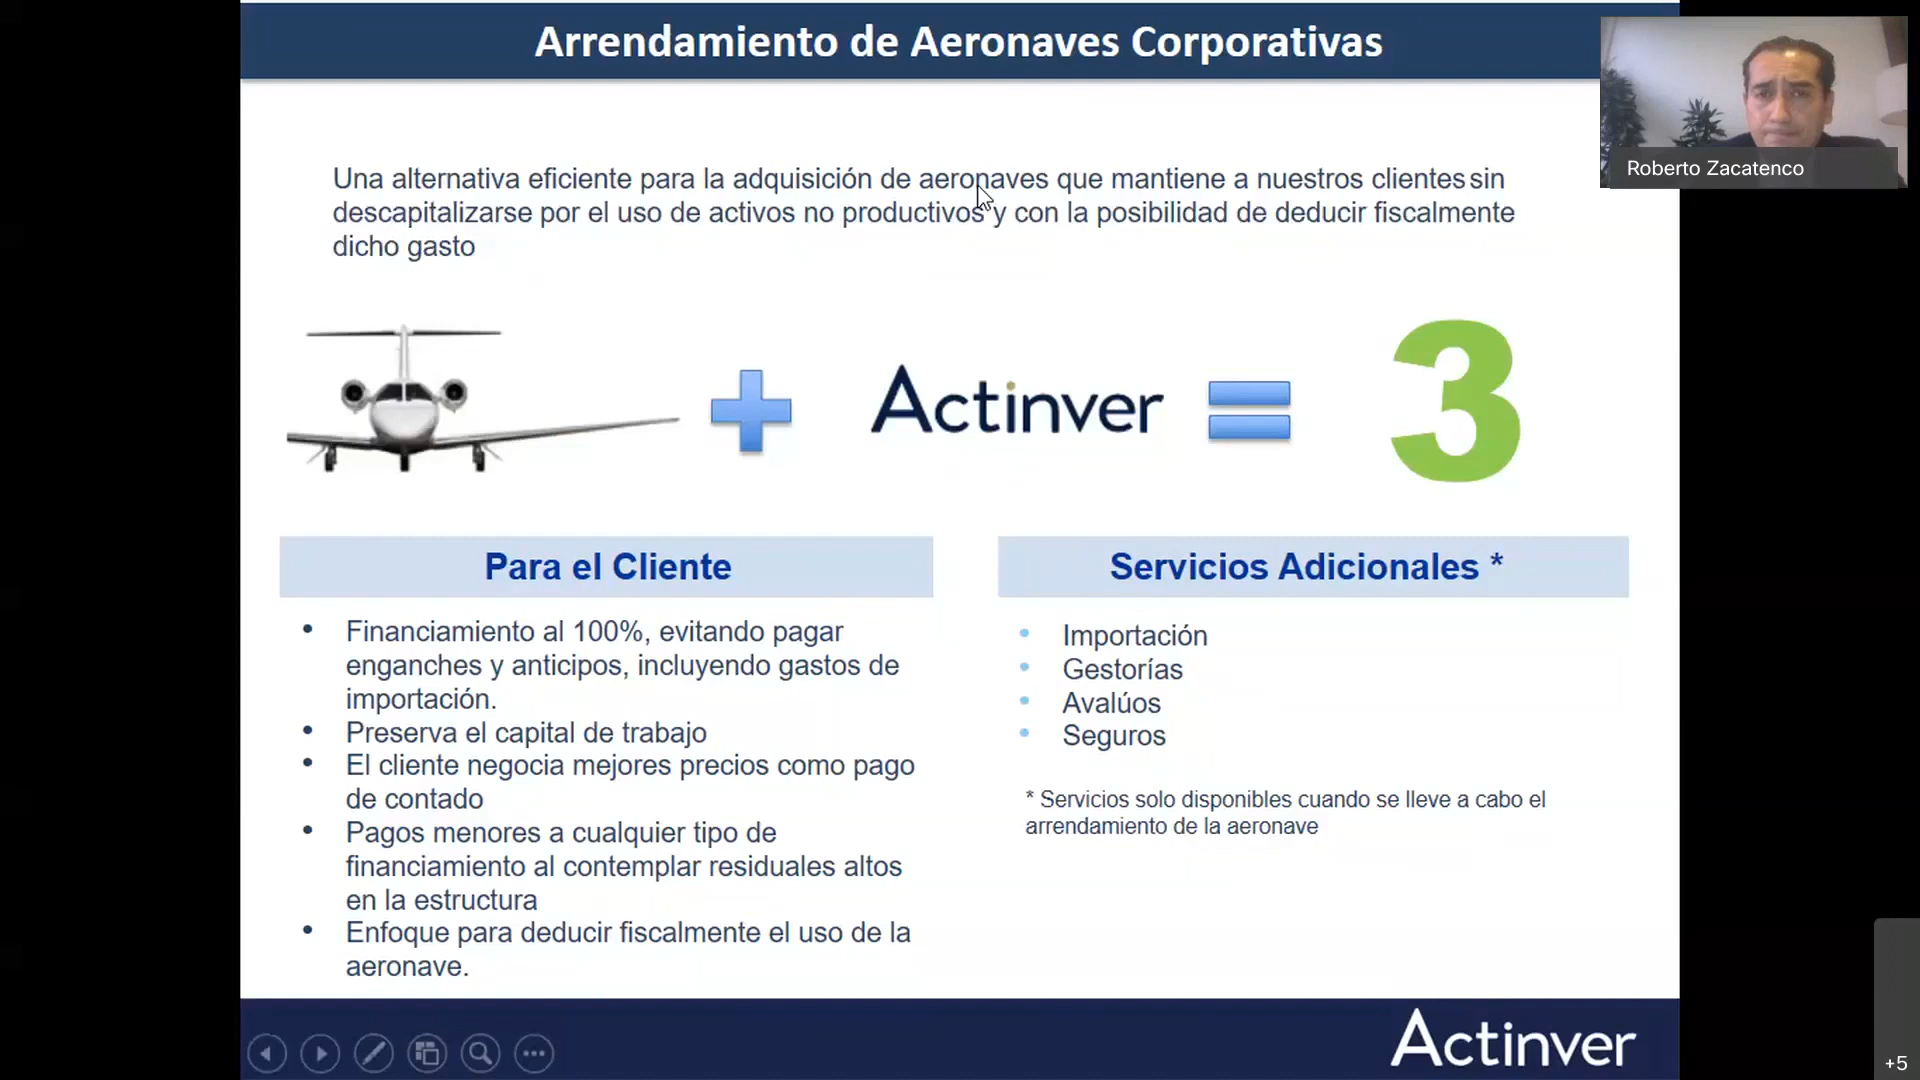 Arrendamiento de Aeronaves Corporativas
Roberto Zacatenco
Una alternativa eficiente para la adquisición de aeronaves que mantiene a nuestros clientes sin
descapitalizarse por el uso de activos no productivos y con la posibilidad de deducir fiscalmente
dicho gasto
Actinver
3
Para el Cliente
• Financiamiento al 100%, evitando pagar
enganches y anticipos, incluyendo gastos de
importación.
• Preserva el capital de trabajo
• El cliente negocia mejores precios como pago
de contado
• Pagos menores a cualquier tipo de
financiamiento al contemplar residuales altos
en la estructura
• Enfoque para deducir fiscalmente el uso de la
aeronave.
Servicios Adicionales *
• Importación
• Gestorías
• Avalúos
• Seguros
* Servicios solo disponibles cuando se lleve a cabo el
arrendamiento de la aeronave
Actinver
+5